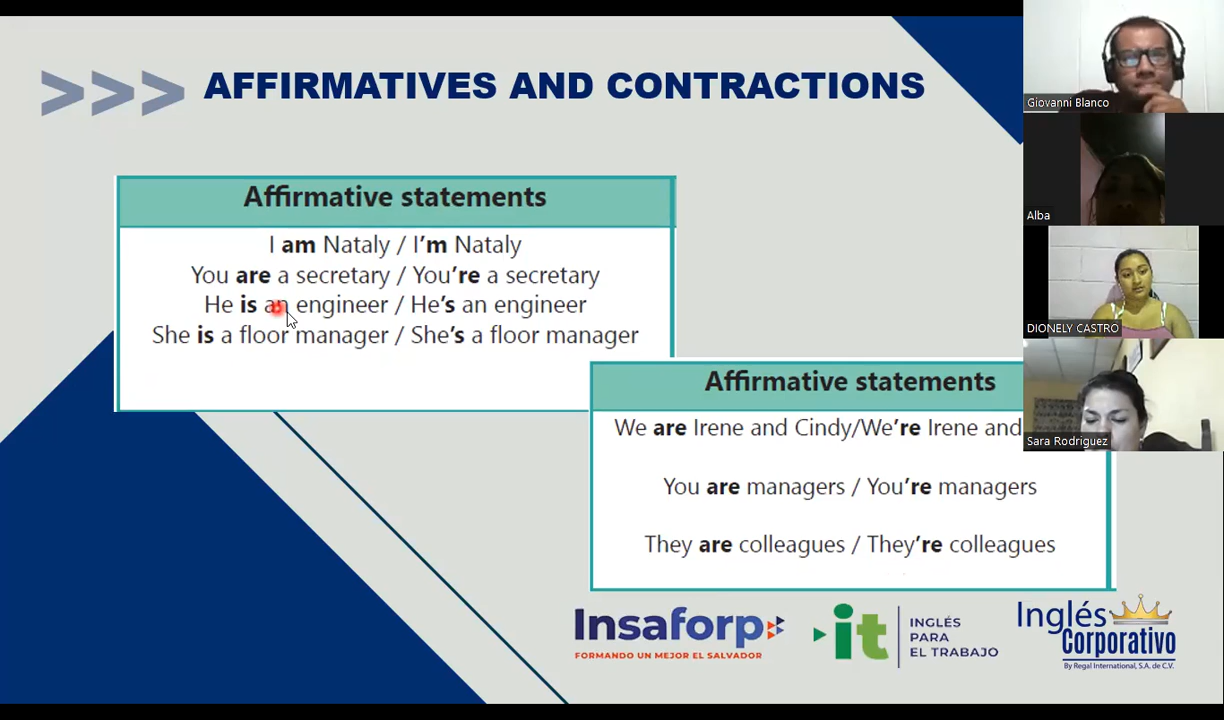 >>> AFFIRMATIVES AND CONTRACTIONS
Affirmative statements
I am Nataly / I'm Nataly
You are a secretary / You're a secretary
He is an engineer / He's an engineer
She is a floor manager / She's a floor manager
Affirmative statements
We are Irene and Cindy/We're Irene and
You are managers / You're managers
They are colleagues / They're colleagues
Giovanni Blanco
Alba
DIONELY CASTRO
Sara Rodriguez
Insaforp
FORMANDO UN MEJOR EL SALVADOR
it
INGLÉS
PARA
EL TRABAJO
Inglés
Corporativo
By Regal International, S.A. de C.V.